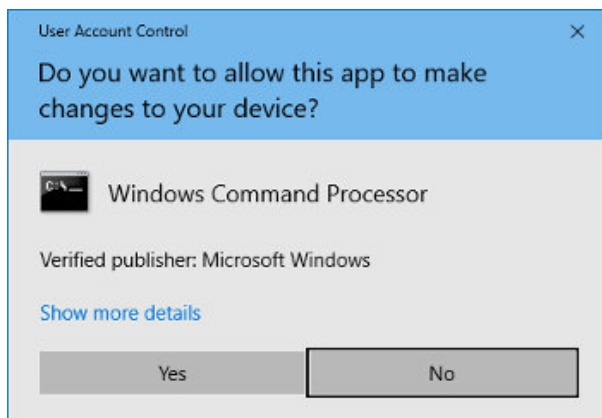 User Account Control
Do you want to allow this app to make
changes to your device?
C:\_
Windows Command Processor
Verified publisher: Microsoft Windows
Show more details
Yes
No